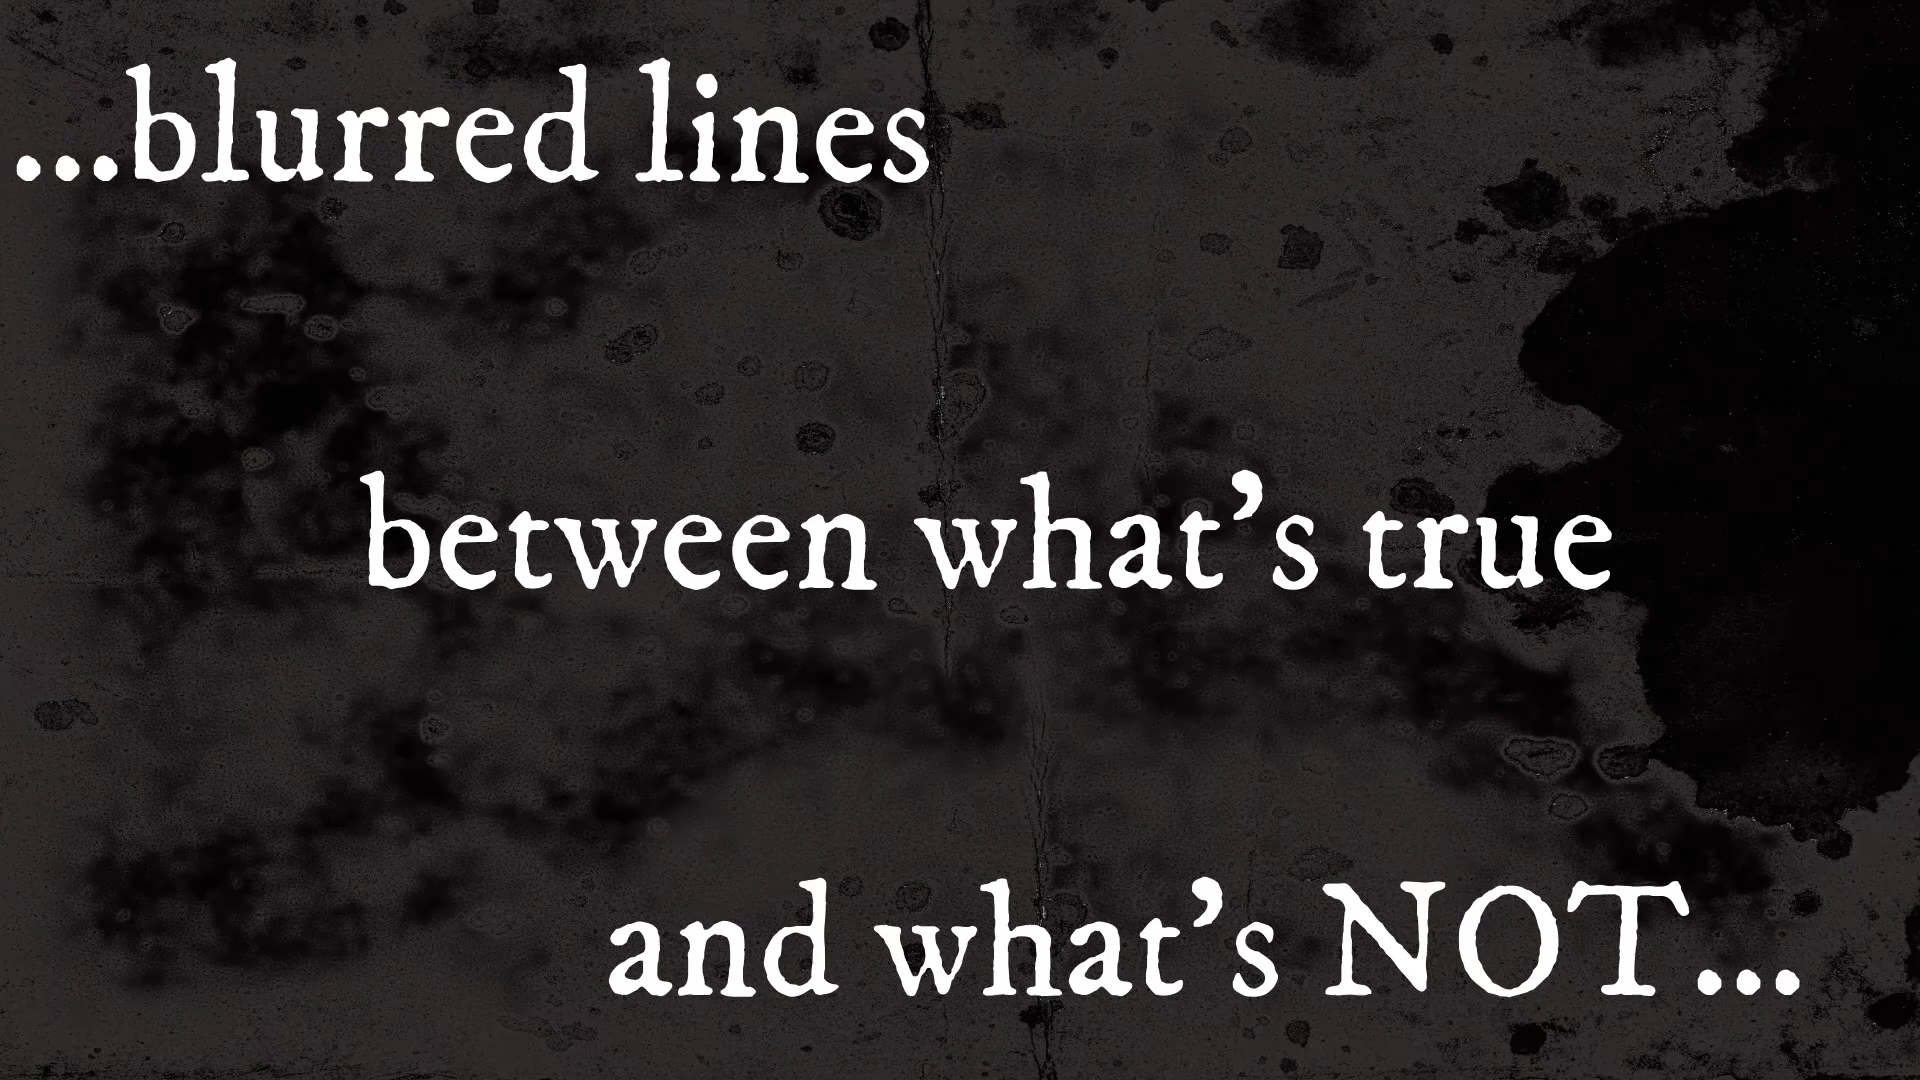 ...blurred lines
between what's true
and what's NOT...